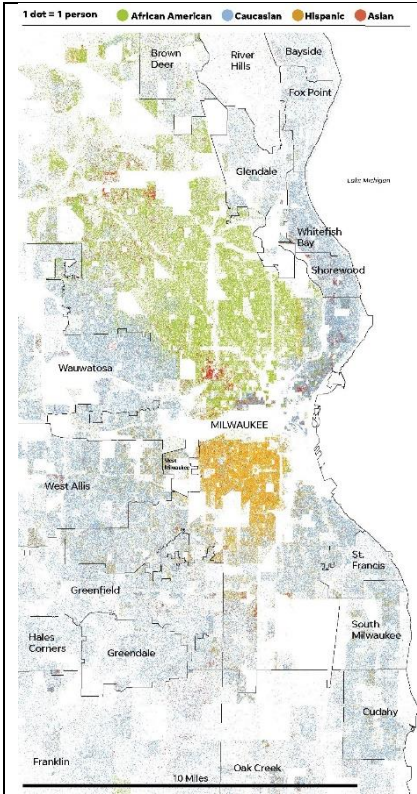 1 dot = 1 person African American Caucasian Hispanic Asian
Brown
Deer
River
Hills
Bayside
Fox Point
Glendale
Lake Michigan
Whitefish
Bay
Shorewood
Wauwatosa
MILWAUKEE
West
Milwaukee
West Allis
St.
Francis
Greenfield
Hales
Corners
Greendale
South
Milwaukee
Cudahy
Franklin
Oak Creek
10 Miles